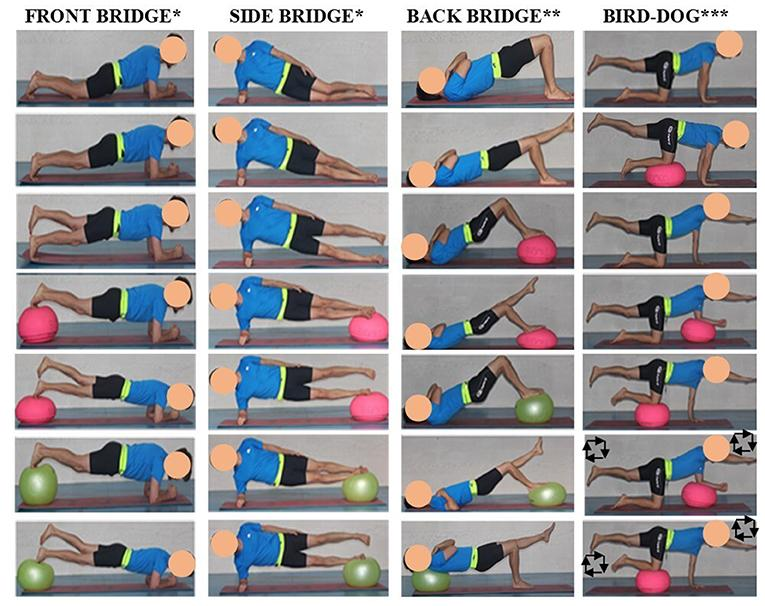 FRONT BRIDGE*
SIDE BRIDGE*
BACK BRIDGE**
BIRD-DOG***